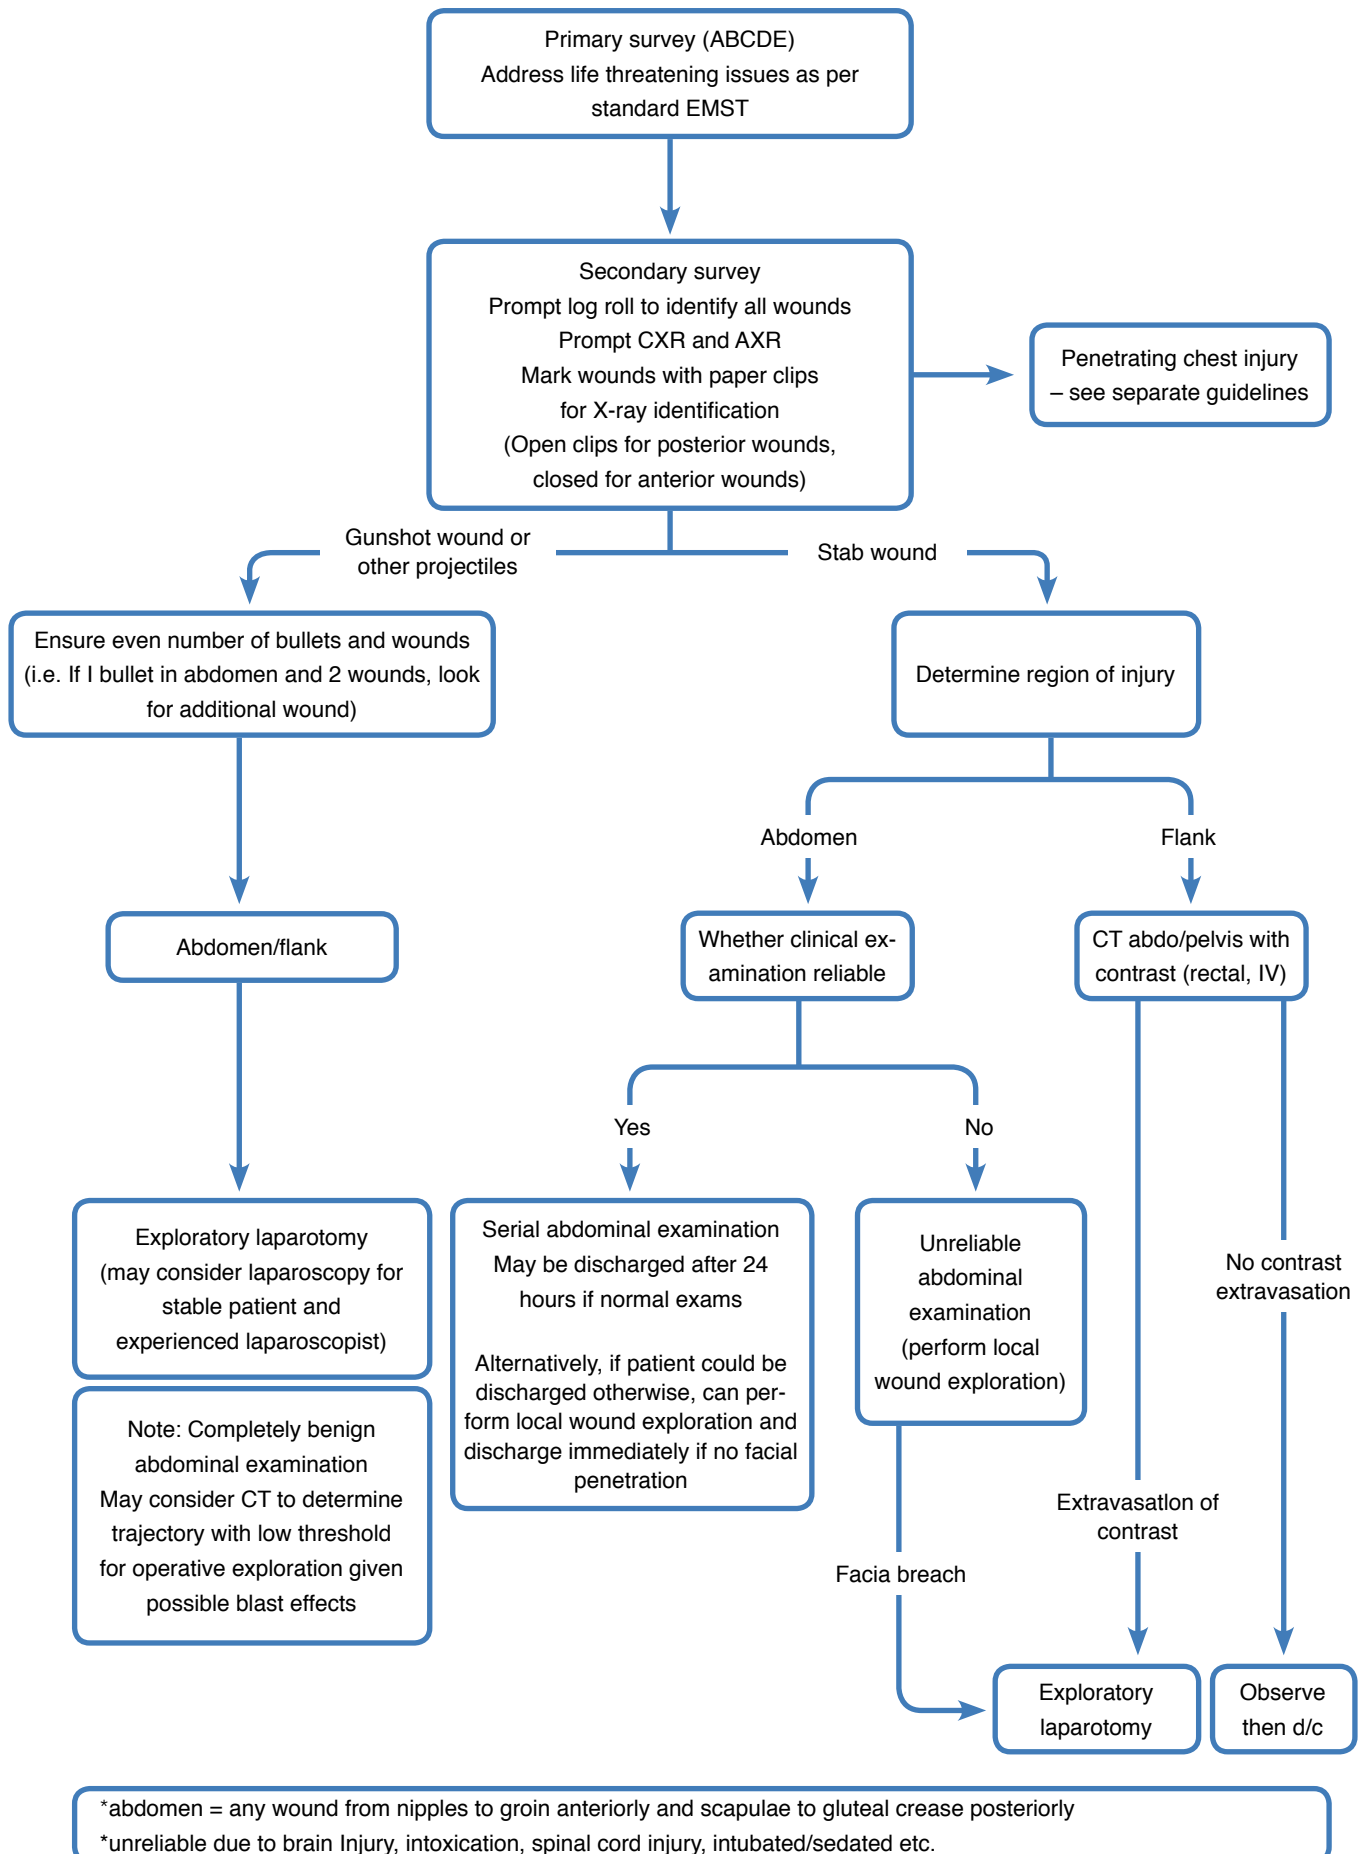 Primary survey (ABCDE)
Address life threatening issues as per
standard EMST
Secondary survey
Prompt log roll to identify all wounds
Prompt CXR and AXR
Mark wounds with paper clips
for X-ray identification
(Open clips for posterior wounds,
closed for anterior wounds)
Penetrating chest injury
– see separate guidelines
Gunshot wound or
other projectiles
Stab wound
Ensure even number of bullets and wounds
(i.e. If I bullet in abdomen and 2 wounds, look
for additional wound)
Determine region of injury
Abdomen
Flank
Abdomen/flank
Whether clinical ex-
amination reliable
CT abdo/pelvis with
contrast (rectal, IV)
Yes
No
Exploratory laparotomy
(may consider laparoscopy for
stable patient and
experienced laparoscopist)
Note: Completely benign
abdominal examination
May consider CT to determine
trajectory with low threshold
for operative exploration given
possible blast effects
Serial abdominal examination
May be discharged after 24
hours if normal exams
Alternatively, if patient could be
discharged otherwise, can per-
form local wound exploration and
discharge immediately if no facial
penetration
Unreliable
abdominal
examination
(perform local
wound exploration)
No contrast
extravasation
Extravasatlon of
contrast
Facia breach
Exploratory
laparotomy
Observe
then d/c
*abdomen = any wound from nipples to groin anteriorly and scapulae to gluteal crease posteriorly
*unreliable due to brain Injury, intoxication, spinal cord injury, intubated/sedated etc.